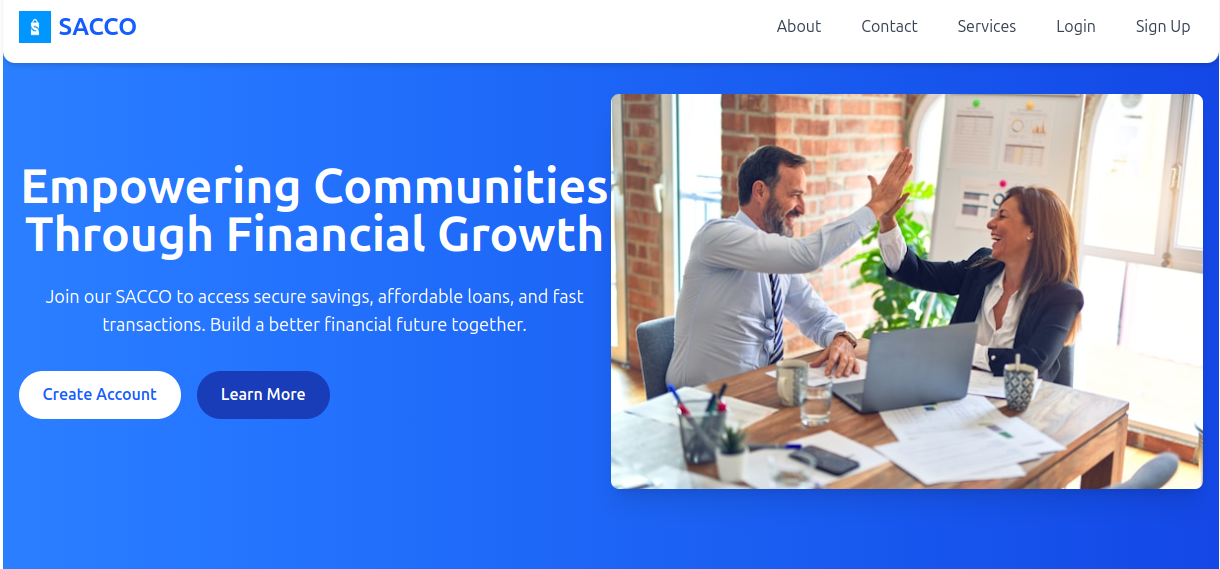 SACCO
About Contact Services Login Sign Up
Empowering Communities
Through Financial Growth
Join our SACCO to access secure savings, affordable loans, and fast
transactions. Build a better financial future together.
Create Account Learn More